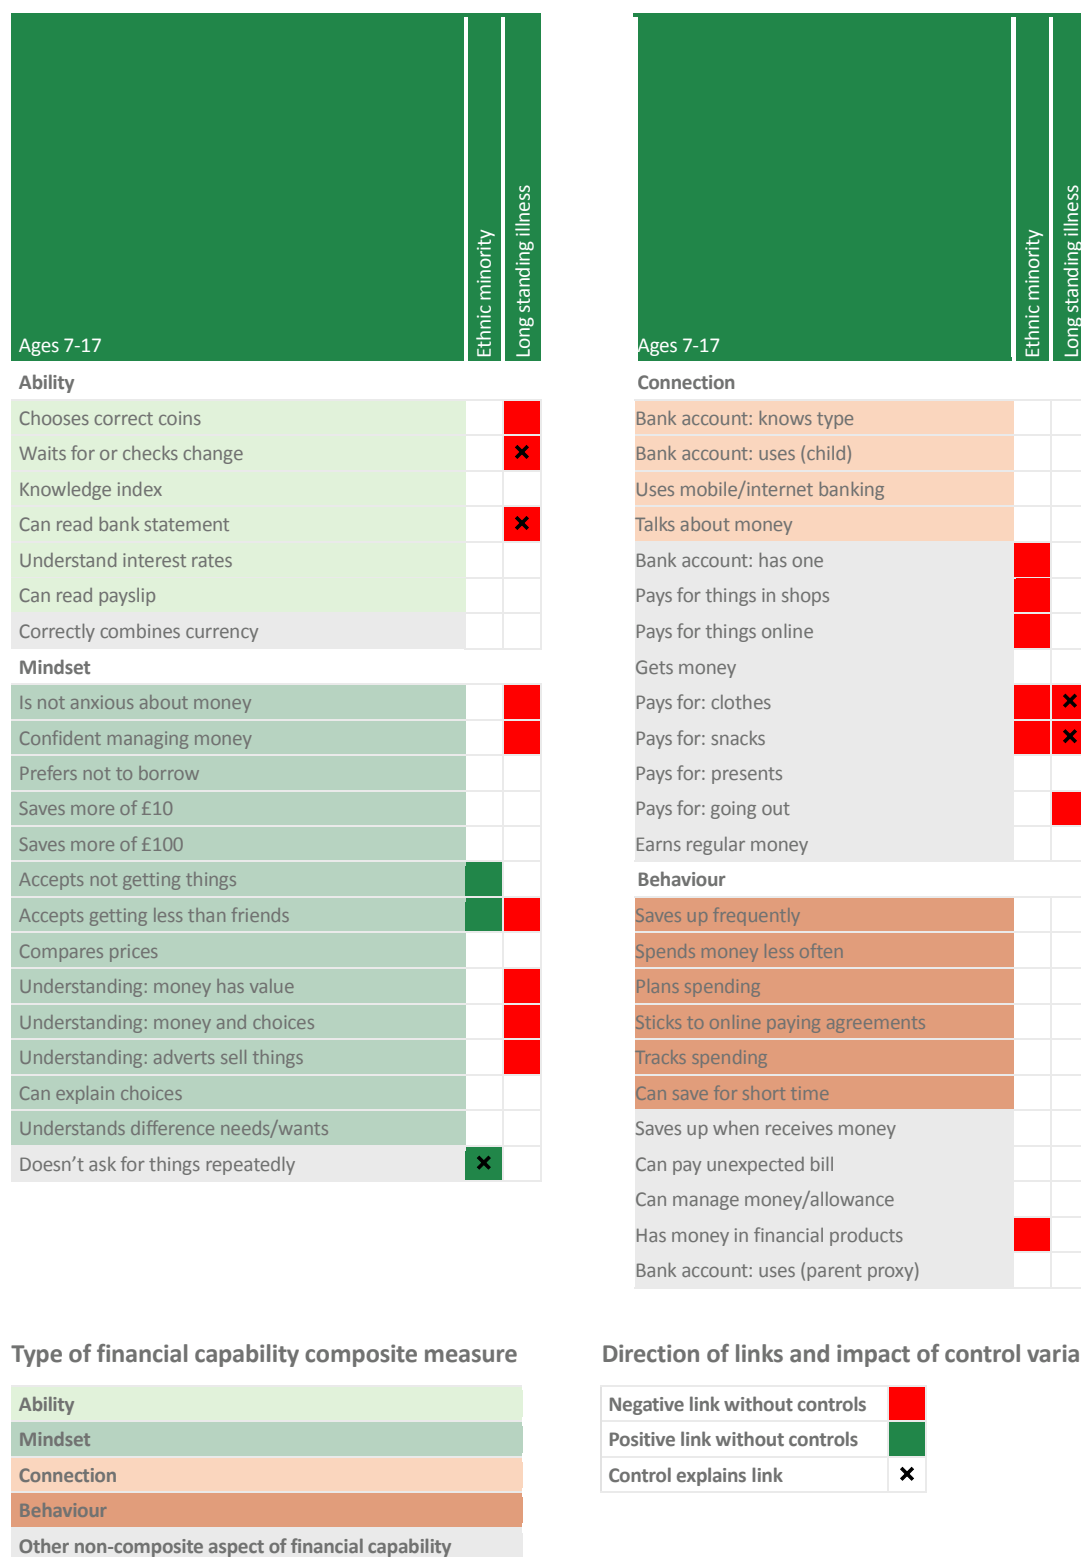 Ages 7-17
Ethnic minority
Long standing illness
Ability
Chooses correct coins
Waits for or checks change
Knowledge index
Can read bank statement
Understand interest rates
Can read payslip
Correctly combines currency
Mindset
Is not anxious about money
Confident managing money
Prefers not to borrow
Saves more of £10
Saves more of £100
Accepts not getting things
Accepts getting less than friends
Compares prices
Understanding: money has value
Understanding: money and choices
Understanding: adverts sell things
Can explain choices
Understands difference needs/wants
Doesn’t ask for things repeatedly
Ages 7-17
Ethnic minority
Long standing illness
Connection
Bank account: knows type
Bank account: uses (child)
Uses mobile/internet banking
Talks about money
Bank account: has one
Pays for things in shops
Pays for things online
Gets money
Pays for: clothes
Pays for: snacks
Pays for: presents
Pays for: going out
Earns regular money
Behaviour
Saves up frequently
Spends money less often
Plans spending
Sticks to online paying agreements
Tracks spending
Can save for short time
Saves up when receives money
Can pay unexpected bill
Can manage money/allowance
Has money in financial products
Bank account: uses (parent proxy)
Type of financial capability composite measure
Ability
Mindset
Connection
Behaviour
Other non-composite aspect of financial capability
Direction of links and impact of control varia
Negative link without controls
Positive link without controls
Control explains link